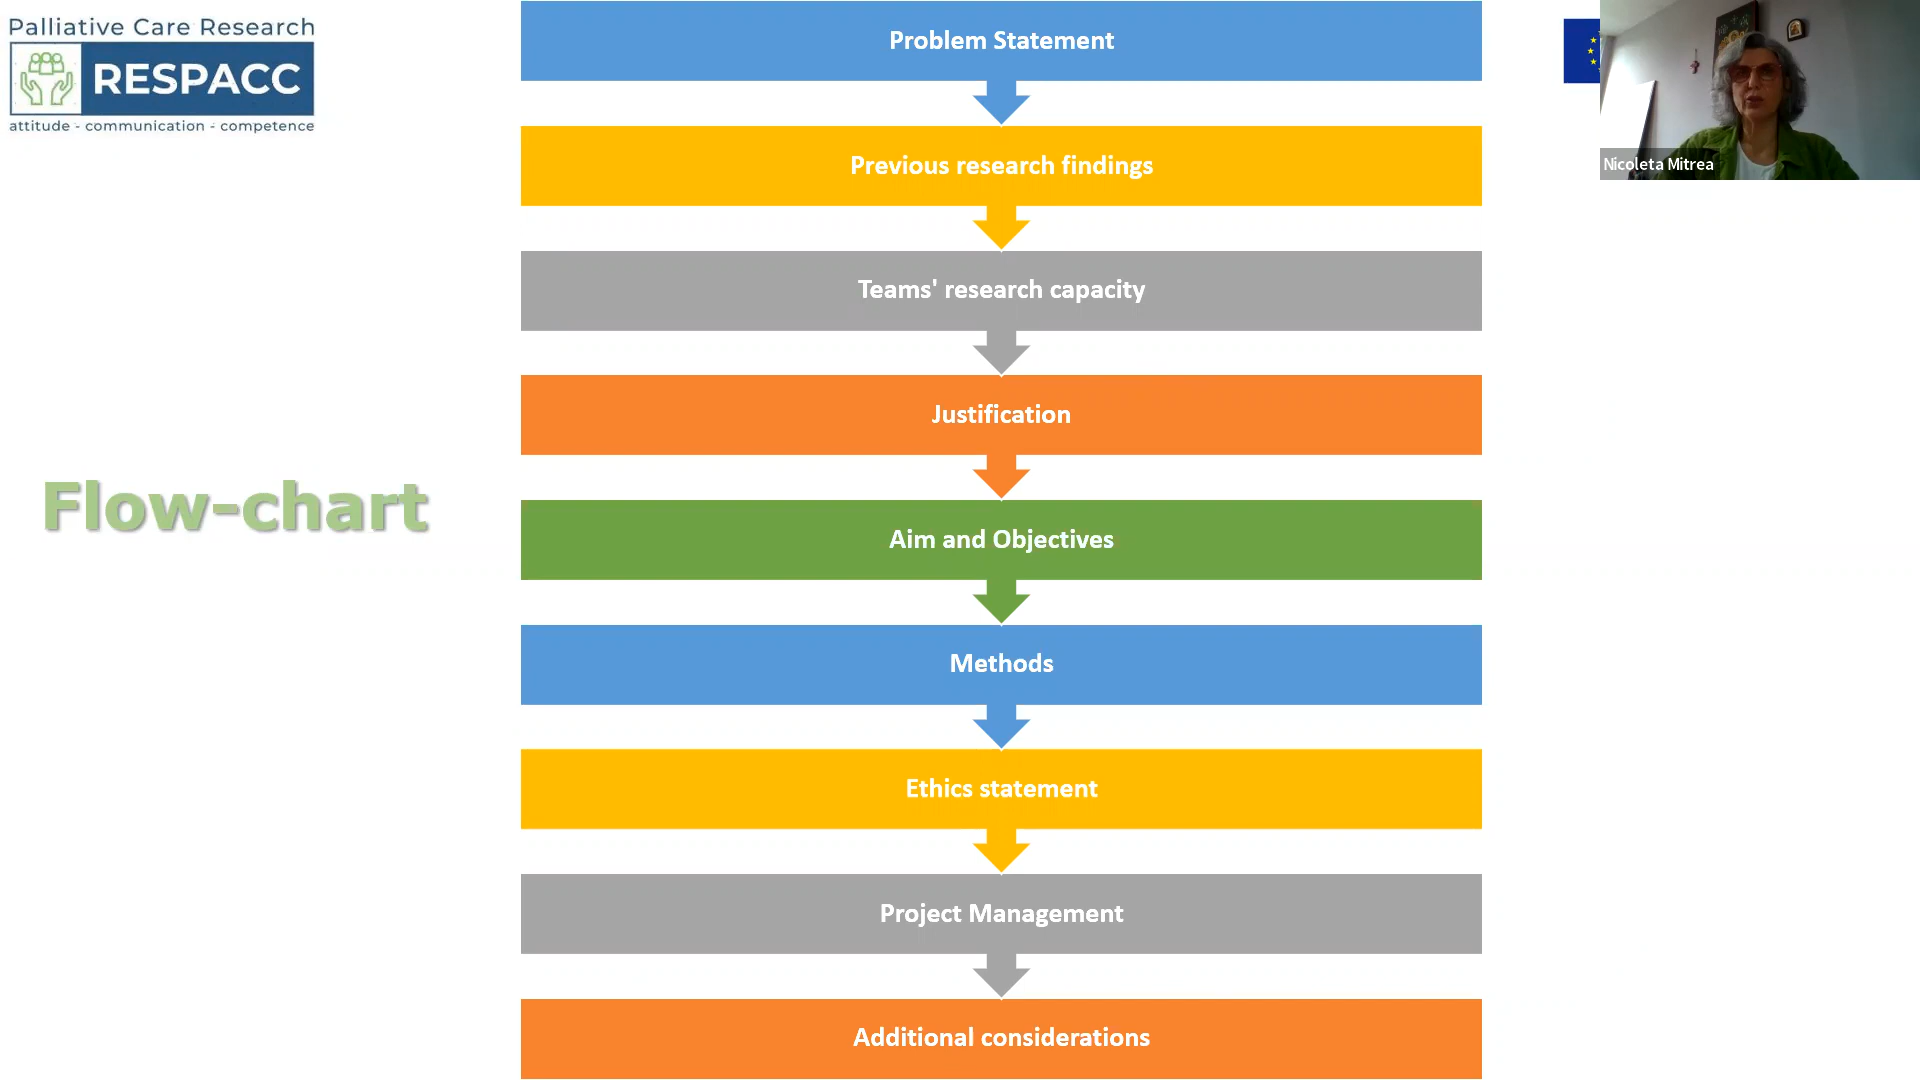 Palliative Care Research
RESPACC
attitude - communication - competence
Problem Statement
Previous research findings
Teams' research capacity
Justification
Flow-chart
Aim and Objectives
Methods
Ethics statement
Project Management
Additional considerations
Nicoleta Mitrea